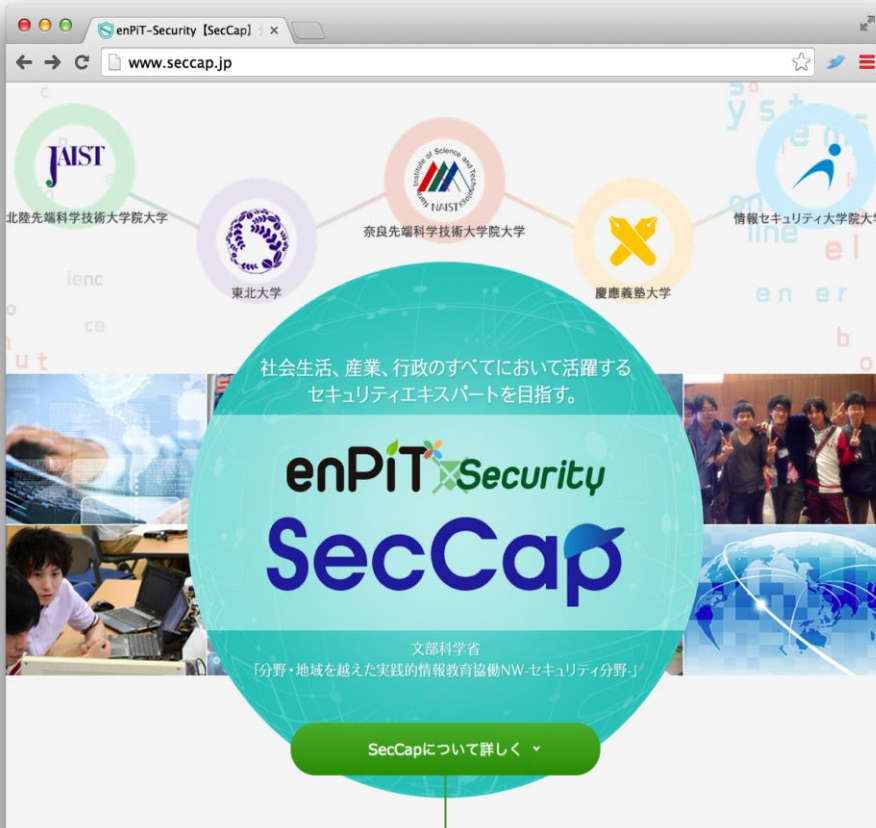 enPiT-Security【SecCap】
www.seccap.jp
JAIST
北陸先端科学技術大学院大学
東北大学
Nara Institute of Science and Technology
NAIST
奈良先端科学技術大学院大学
慶應義塾大学
情報セキュリティ大学院大学
社会生活、産業、行政のすべてにおいて活躍する
セキュリティエキスパートを目指す。
enPiT Security
SecCap
文部科学省
「分野・地域を越えた実践的情報教育協働NW-セキュリティ分野-」
SecCapについて詳しく